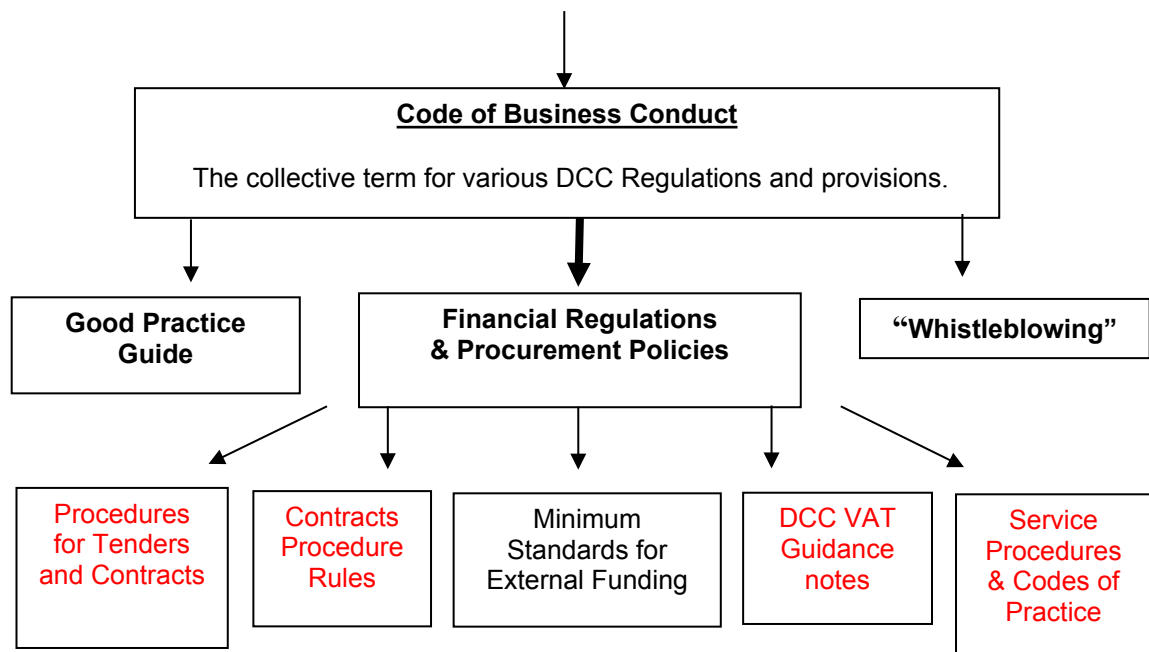 Code of Business Conduct
The collective term for various DCC Regulations and provisions.
Good Practice
Guide
Financial Regulations
& Procurement Policies
“Whistleblowing”
Procedures
for Tenders
and Contracts
Contracts
Procedure
Rules
Minimum
Standards for
External Funding
DCC VAT
Guidance
notes
Service
Procedures
& Codes of
Practice